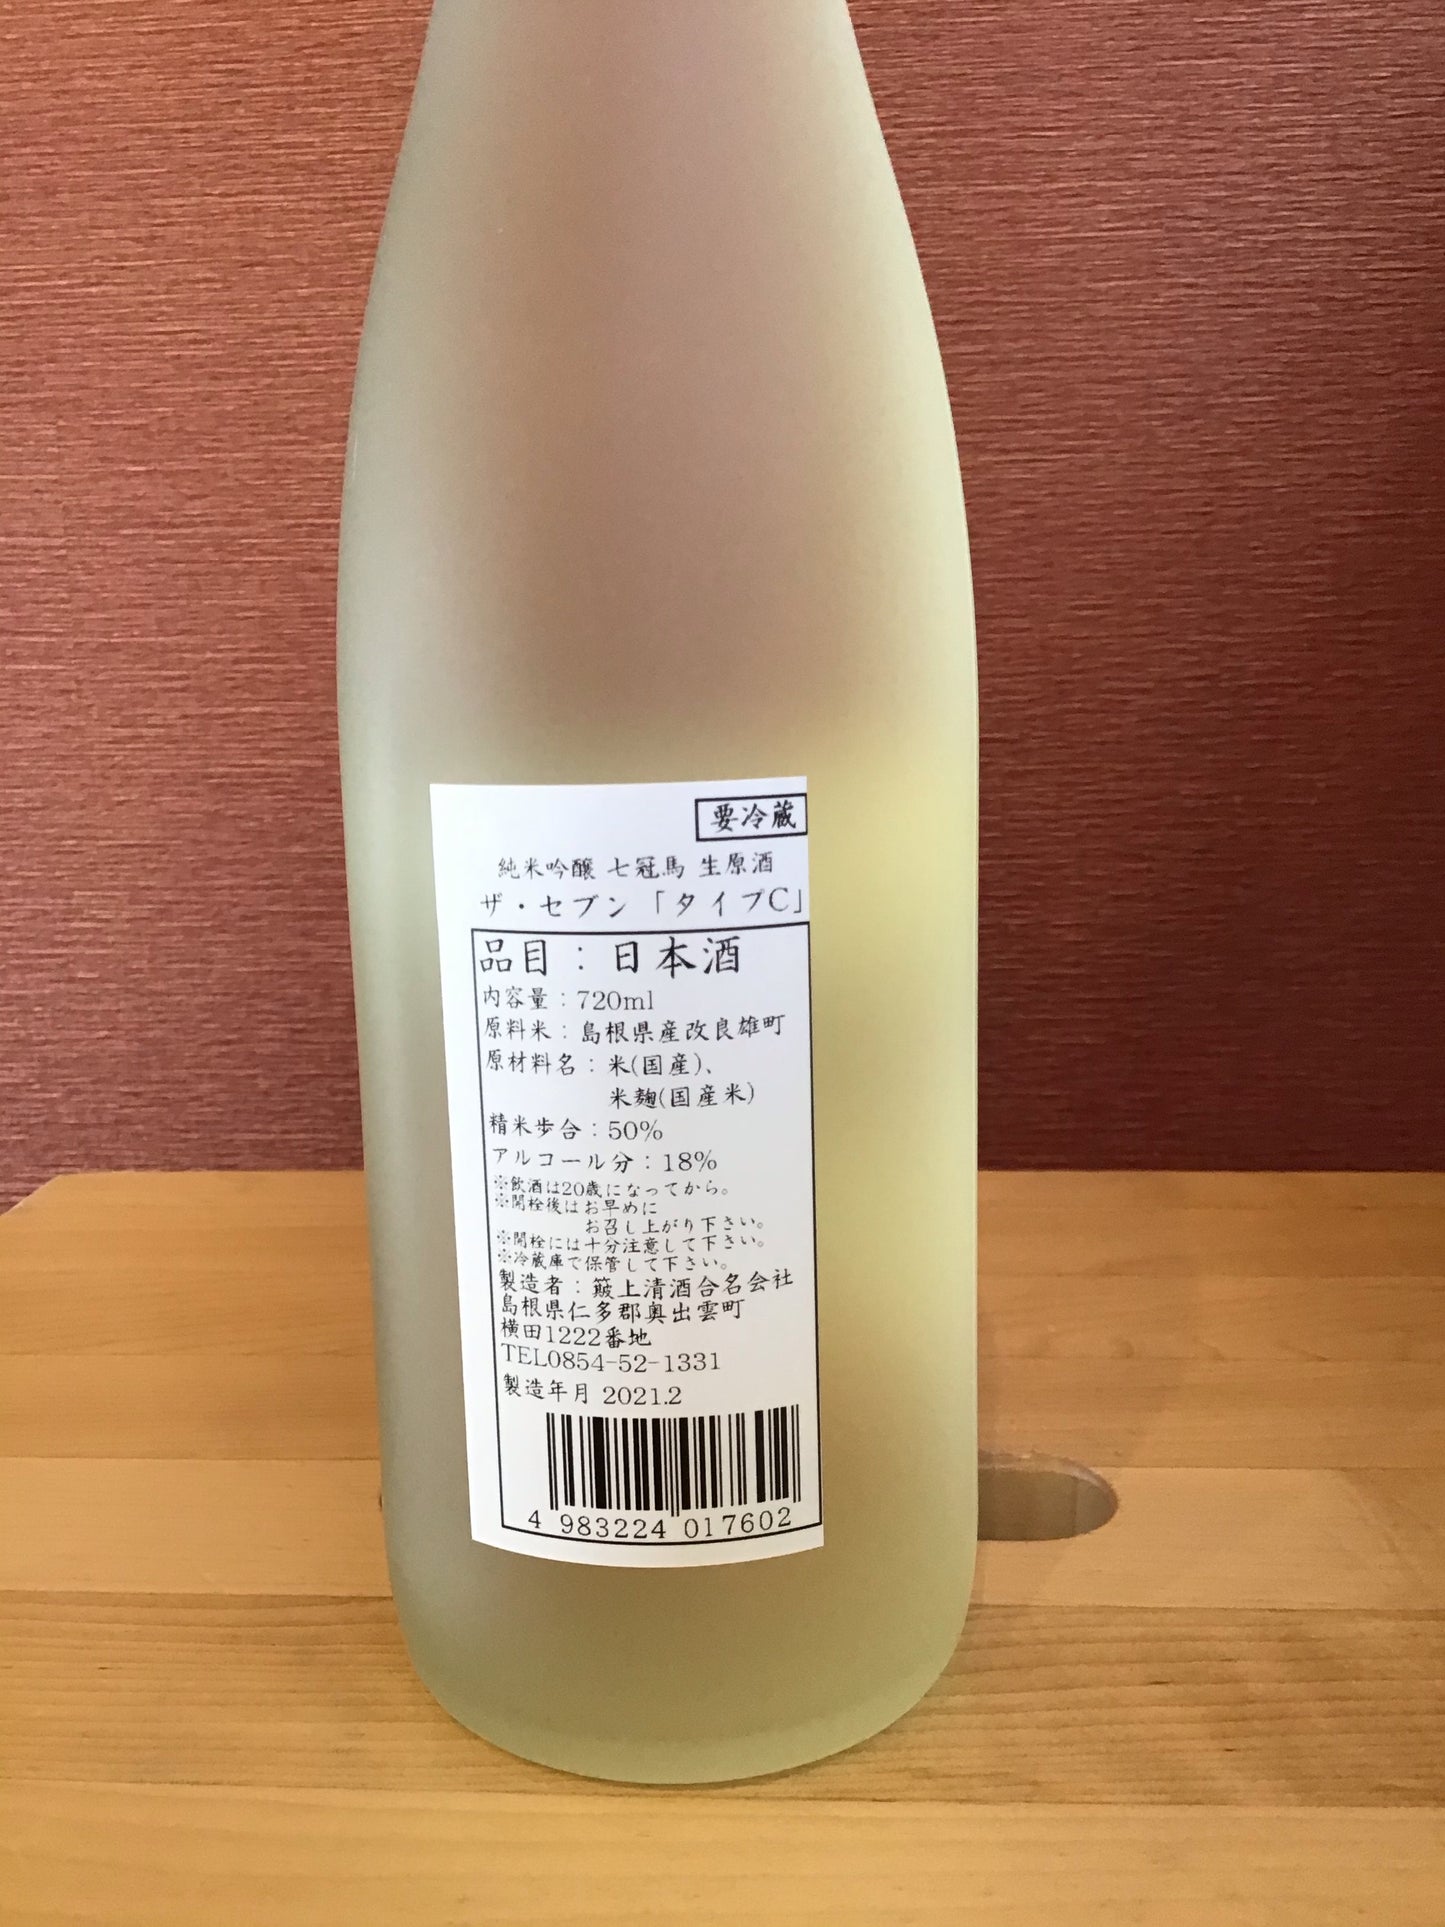 要冷蔵
純米吟醸 七冠馬 生原酒
ザ・セブン「タイプC」
品目：日本酒
内容量：720ml
原料米：島根県産改良雄町
原材料名：米(国産)、
米麹(国産米)
精米歩合：50%
アルコール分：18%
※飲酒は20歳になってから。
※開栓後はお早めに
お召し上がり下さい。
※開栓には十分注意して下さい。
※冷蔵庫で保管して下さい。
製造者：簸上清酒合名会社
島根県仁多郡奥出雲町
横田1222番地
TEL0854-52-1331
製造年月 2021.2
4 983224 017602